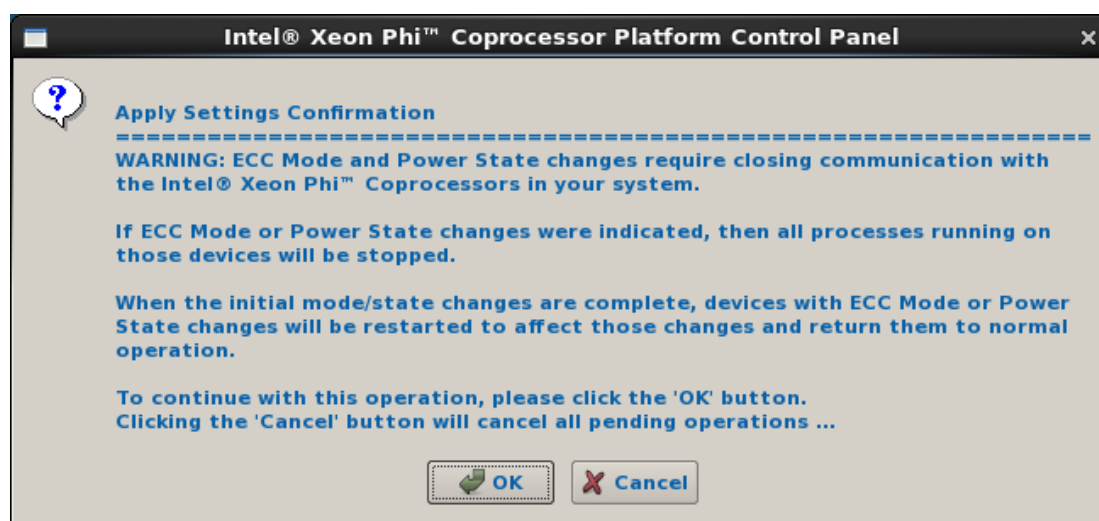 Intel® Xeon Phi™ Coprocessor Platform Control Panel
Apply Settings Confirmation
=================================================================
WARNING: ECC Mode and Power State changes require closing communication with
the Intel® Xeon Phi™ Coprocessors in your system.
If ECC Mode or Power State changes were indicated, then all processes running on
those devices will be stopped.
When the initial mode/state changes are complete, devices with ECC Mode or Power
State changes will be restarted to affect those changes and return them to normal
operation.
To continue with this operation, please click the 'OK' button.
Clicking the 'Cancel' button will cancel all pending operations ...
OK
Cancel